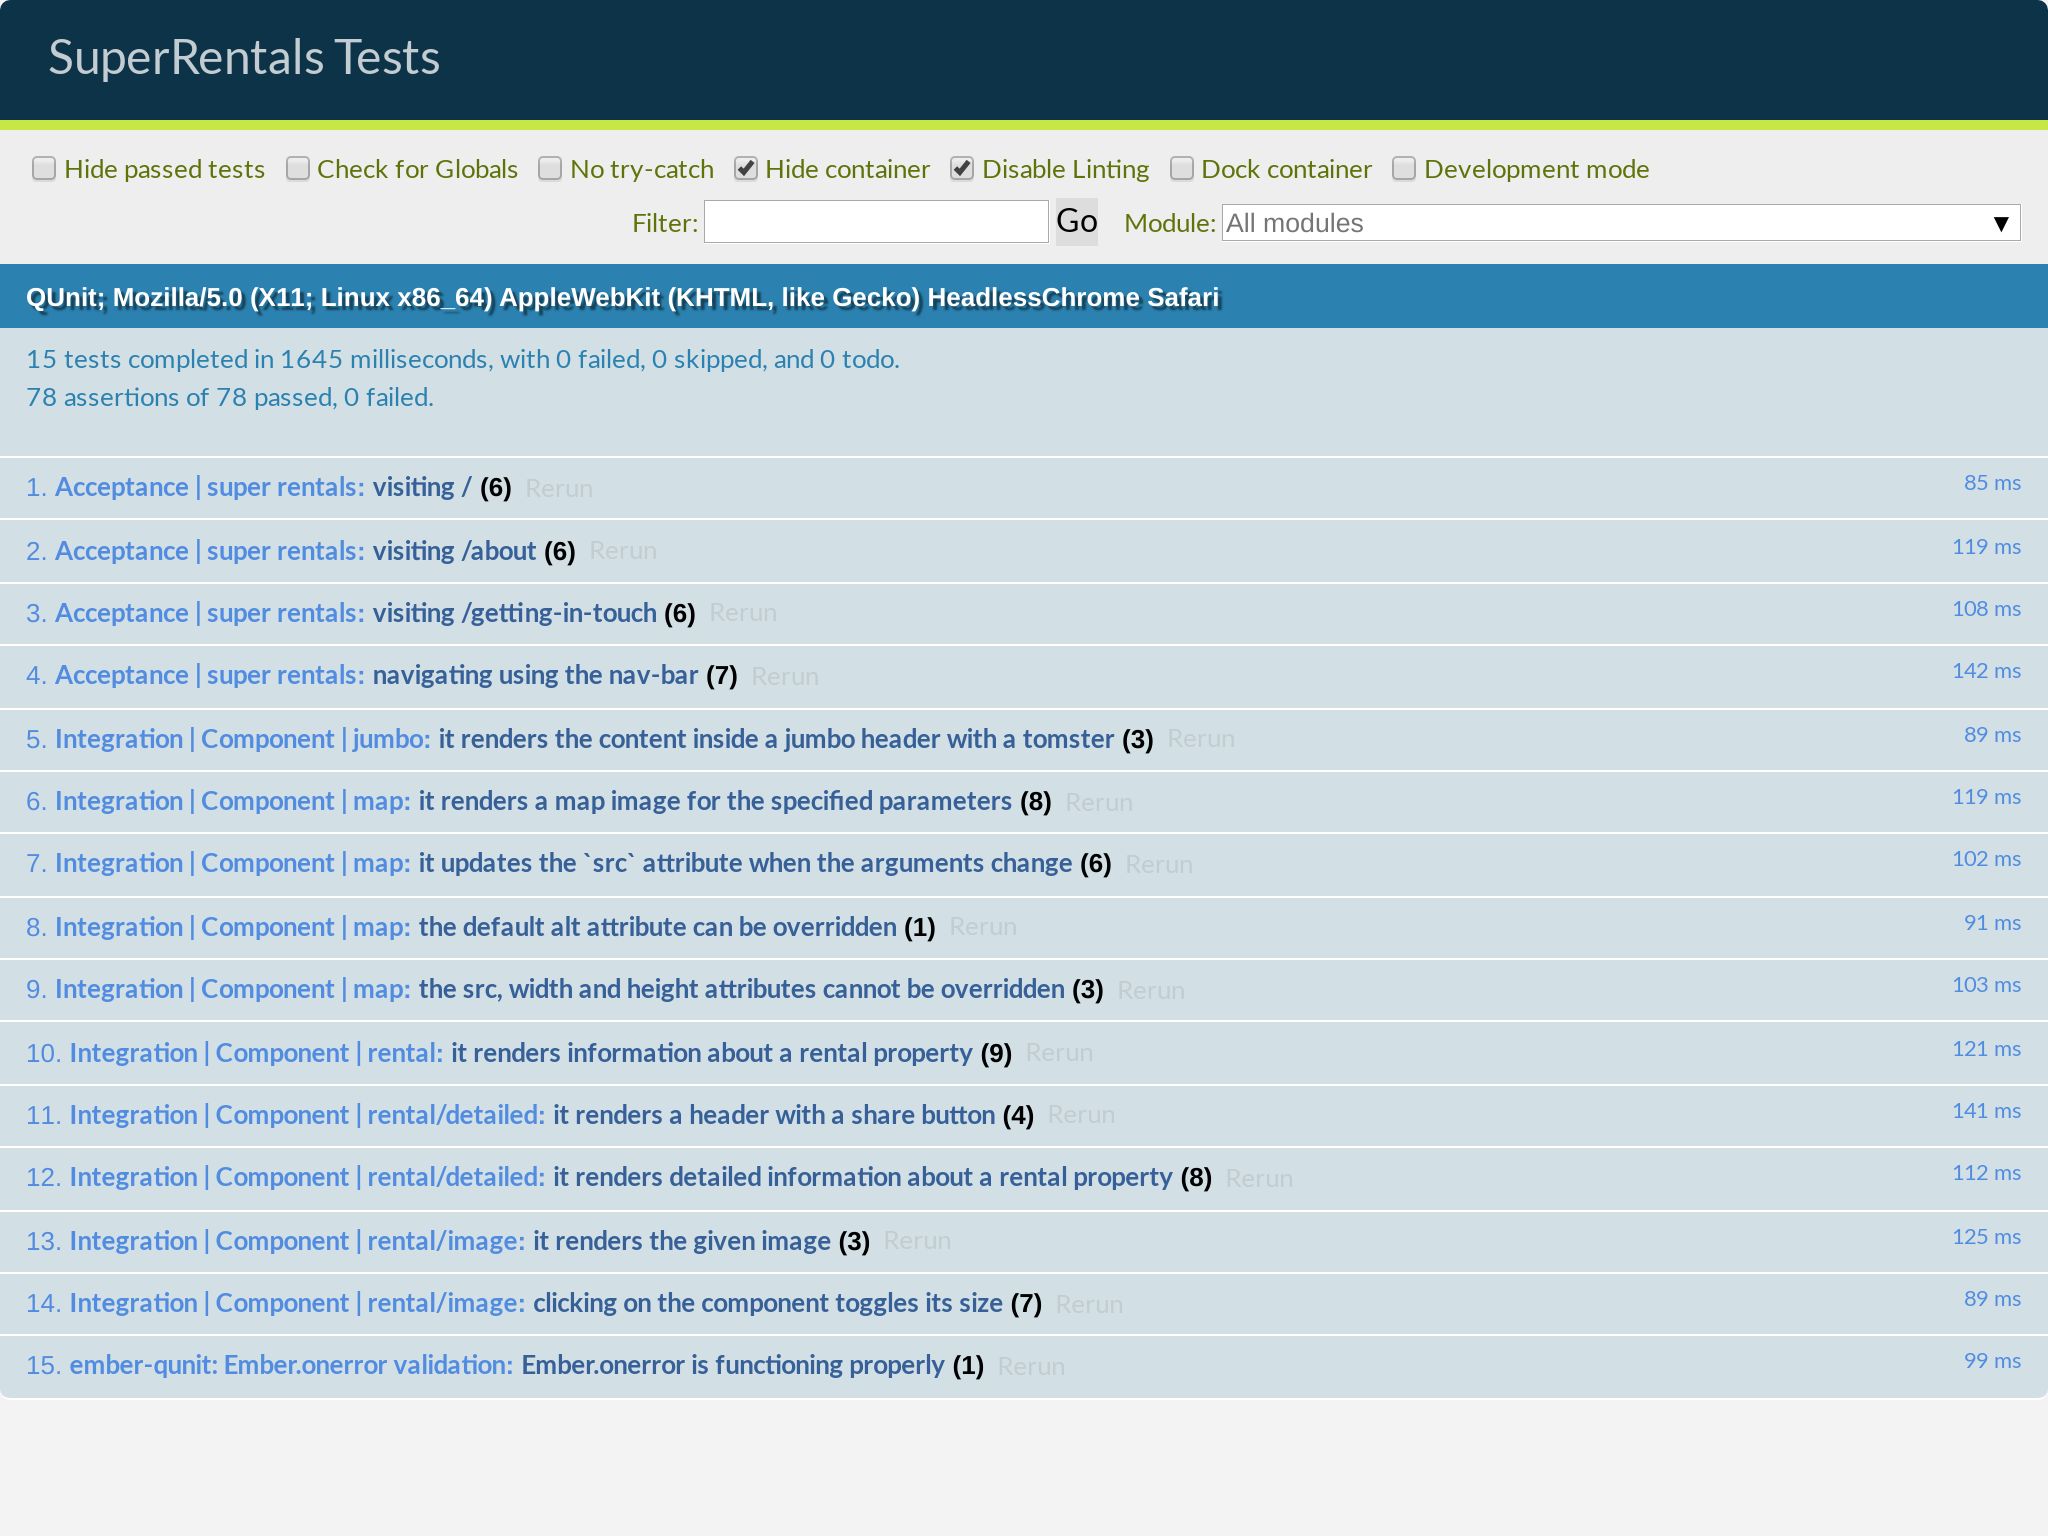 SuperRentals Tests
Hide passed tests Check for Globals No try-catch Hide container Disable Linting Dock container Development mode
Filter: Go Module: All modules ▼
QUnit; Mozilla/5.0 (X11; Linux x86_64) AppleWebKit (KHTML, like Gecko) HeadlessChrome Safari
15 tests completed in 1645 milliseconds, with 0 failed, 0 skipped, and 0 todo.
78 assertions of 78 passed, 0 failed.
1. Acceptance | super rentals: visiting / (6) Rerun 85 ms
2. Acceptance | super rentals: visiting /about (6) Rerun 119 ms
3. Acceptance | super rentals: visiting /getting-in-touch (6) Rerun 108 ms
4. Acceptance | super rentals: navigating using the nav-bar (7) Rerun 142 ms
5. Integration | Component | jumbo: it renders the content inside a jumbo header with a tomster (3) Rerun 89 ms
6. Integration | Component | map: it renders a map image for the specified parameters (8) Rerun 119 ms
7. Integration | Component | map: it updates the `src` attribute when the arguments change (6) Rerun 102 ms
8. Integration | Component | map: the default alt attribute can be overridden (1) Rerun 91 ms
9. Integration | Component | map: the src, width and height attributes cannot be overridden (3) Rerun 103 ms
10. Integration | Component | rental: it renders information about a rental property (9) Rerun 121 ms
11. Integration | Component | rental/detailed: it renders a header with a share button (4) Rerun 141 ms
12. Integration | Component | rental/detailed: it renders detailed information about a rental property (8) Rerun 112 ms
13. Integration | Component | rental/image: it renders the given image (3) Rerun 125 ms
14. Integration | Component | rental/image: clicking on the component toggles its size (7) Rerun 89 ms
15. ember-qunit: Ember.onerror validation: Ember.onerror is functioning properly (1) Rerun 99 ms